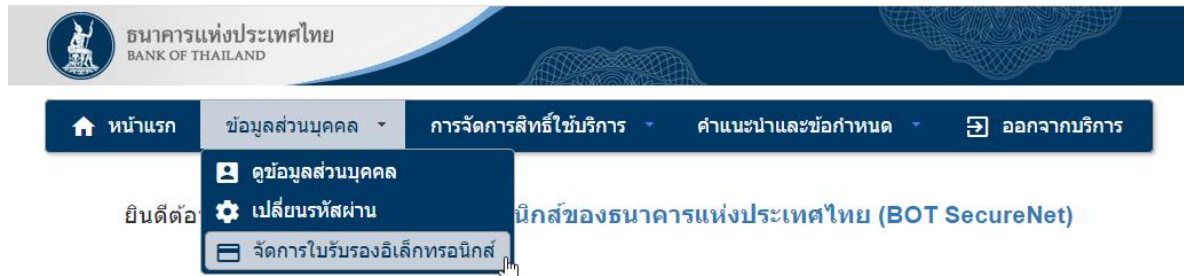 ธนาคารแห่งประเทศไทย
BANK OF THAILAND
หน้าแรก ข้อมูลส่วนบุคคล การจัดการสิทธิ์ใช้บริการ คำแนะนำและข้อกำหนด ออกจากบริการ
ดูข้อมูลส่วนบุคคล
เปลี่ยนรหัสผ่าน
ยินดีต้อ นิกส์ของธนาคารแห่งประเทศไทย (BOT SecureNet)
จัดการใบรับรองอิเล็กทรอนิกส์